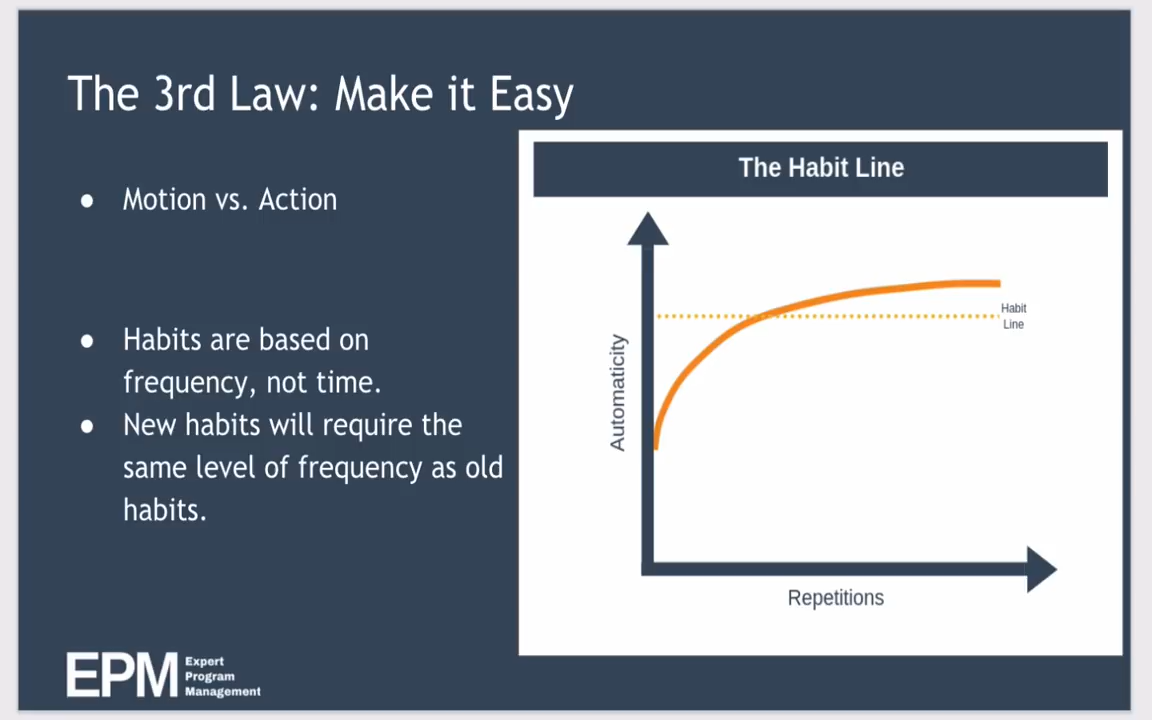 The 3rd Law: Make it Easy
● Motion vs. Action
● Habits are based on
frequency, not time.
● New habits will require the
same level of frequency as old
habits.
The Habit Line
Automaticity
Habit
Line
Repetitions
EPM
Expert
Program
Management